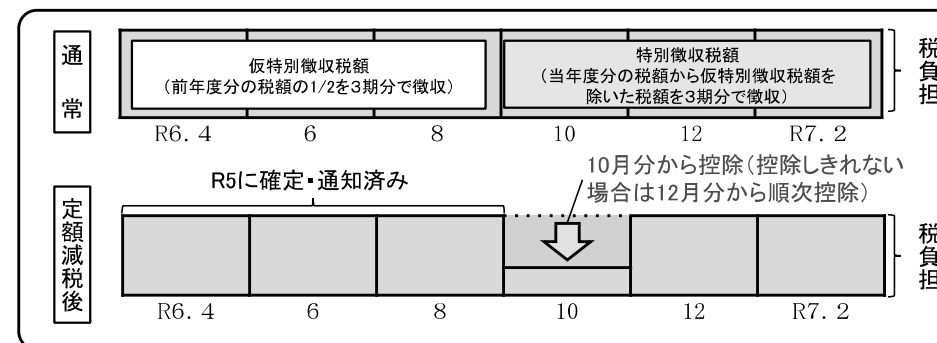 通常
仮特別徴収税額
(前年度分の税額の1/2を3期分で徴収)
特別徴収税額
(当年度分の税額から仮特別徴収税額を
除いた税額を3期分で徴収)
税負担
R6.4 6 8 10 12 R7.2
R5に確定・通知済み
10月分から控除(控除しきれない
場合は12月分から順次控除)
定額減税後
税負担
R6.4 6 8 10 12 R7.2